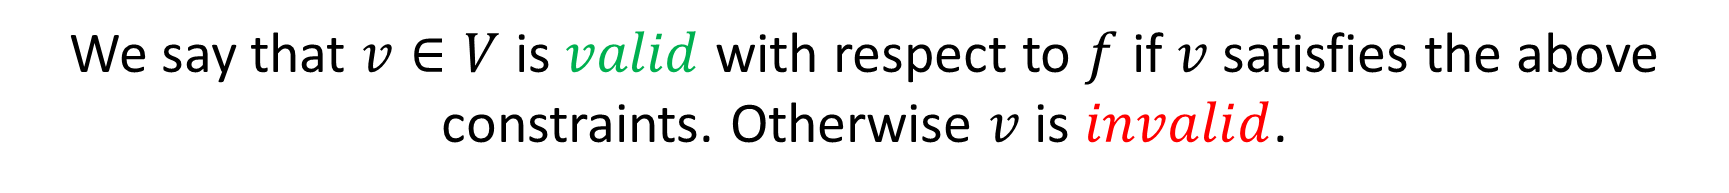 We say that 𝑣 ∈ 𝑉 is 𝑣𝑎𝑙𝑖𝑑 with respect to 𝑓 if 𝑣 satisfies the above
constraints. Otherwise 𝑣 is 𝑖𝑛𝑣𝑎𝑙𝑖𝑑.